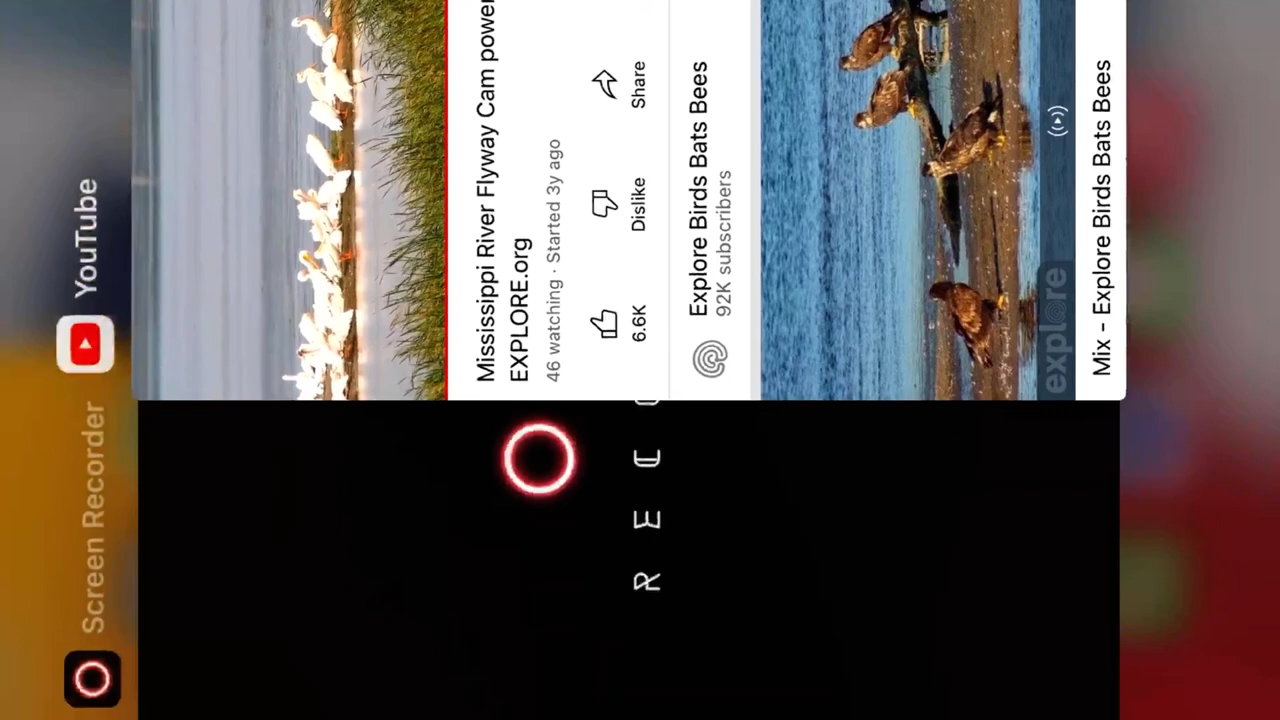 Screen Recorder
YouTube
Mississippi River Flyway Cam power
EXPLORE.org
46 watching · Started 3y ago
6.6K
Dislike
Share
Explore Birds Bats Bees
92K subscribers
explore
Mix - Explore Birds Bats Bees
R E C